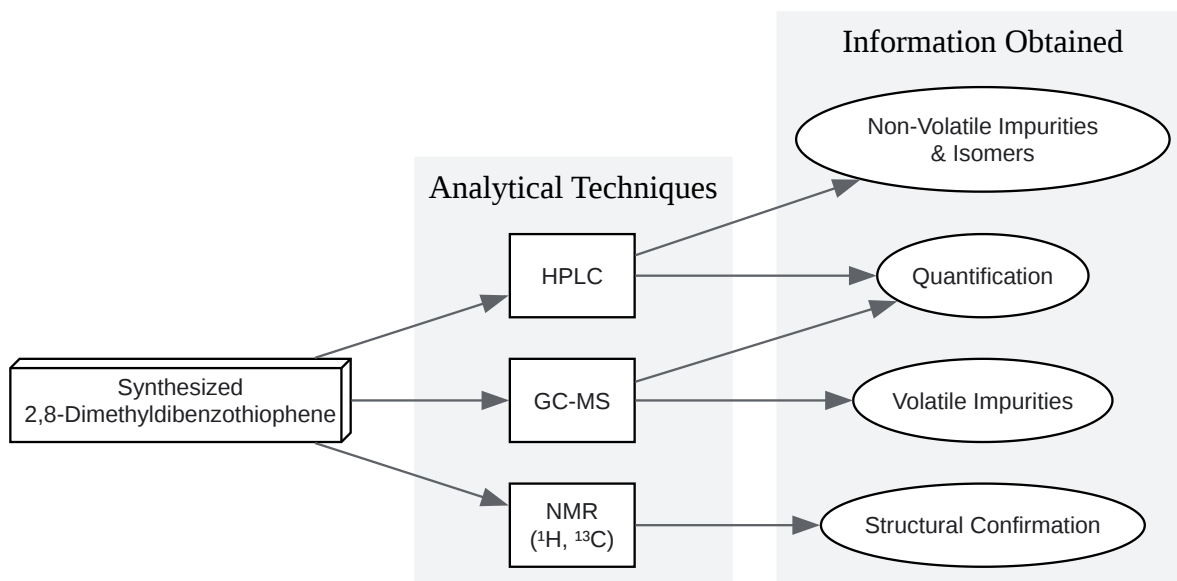 Information Obtained
Non-Volatile Impurities
& Isomers
Analytical Techniques
HPLC
Quantification
Synthesized
2,8-Dimethyldibenzothiophene
GC-MS
Volatile Impurities
NMR
(¹H, ¹³C)
Structural Confirmation